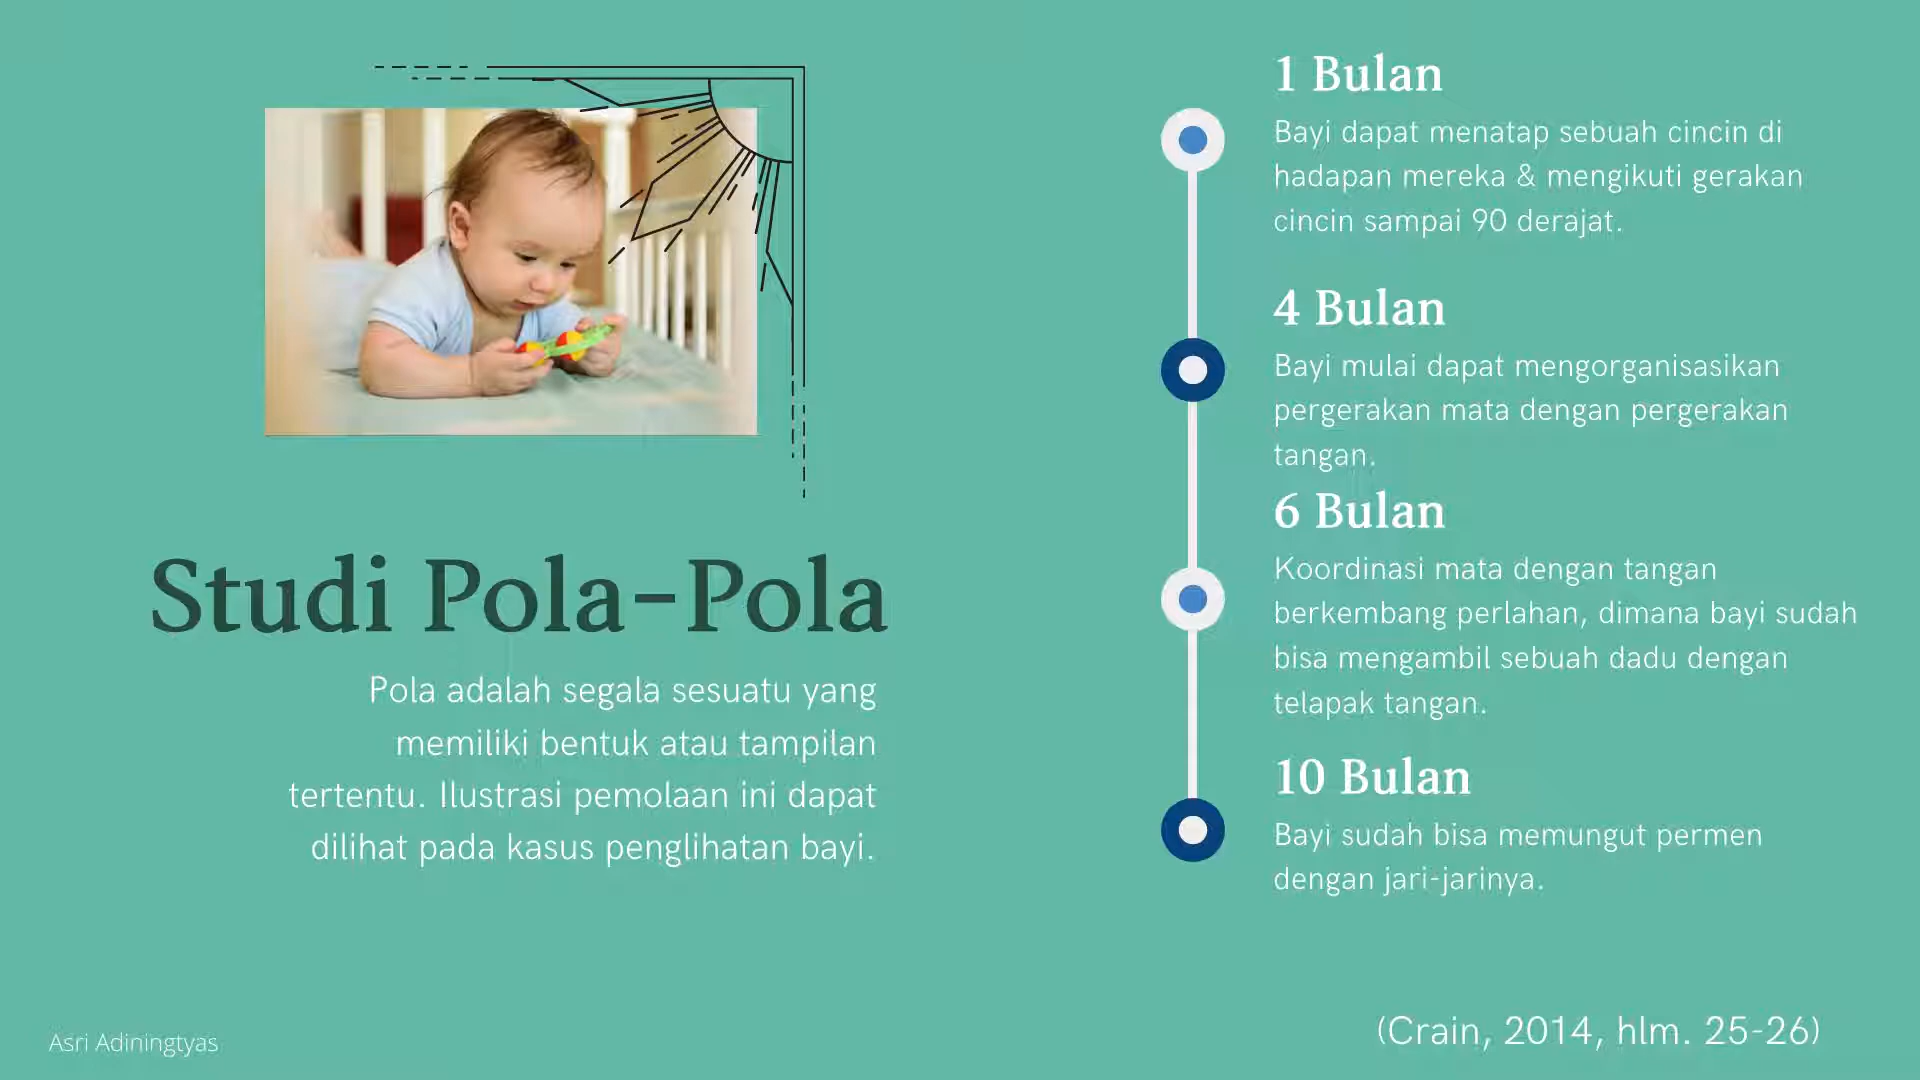 Studi Pola-Pola
Pola adalah segala sesuatu yang
memiliki bentuk atau tampilan
tertentu. Ilustrasi pemolaan ini dapat
dilihat pada kasus penglihatan bayi.
1 Bulan
Bayi dapat menatap sebuah cincin di
hadapan mereka & mengikuti gerakan
cincin sampai 90 derajat.
4 Bulan
Bayi mulai dapat mengorganisasikan
pergerakan mata dengan pergerakan
tangan.
6 Bulan
Koordinasi mata dengan tangan
berkembang perlahan, dimana bayi sudah
bisa mengambil sebuah dadu dengan
telapak tangan.
10 Bulan
Bayi sudah bisa memungut permen
dengan jari-jarinya.
Asri Adiningtyas
(Crain, 2014, hlm. 25-26)